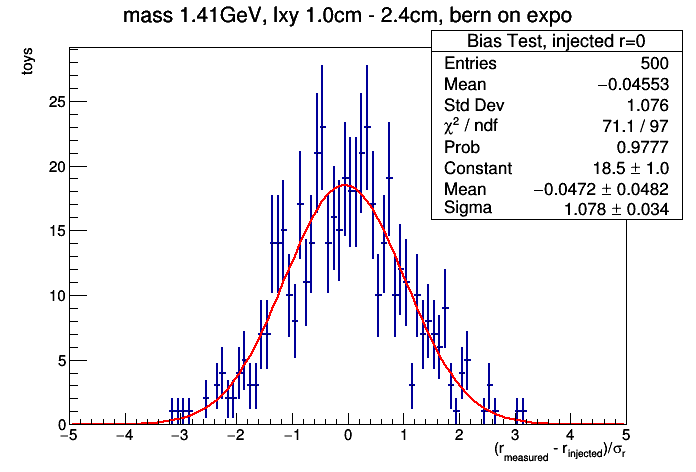 mass 1.41GeV, lxy 1.0cm - 2.4cm, bern on expo
Bias Test, injected r=0
Entries 500
Mean −0.04553
Std Dev 1.076
χ² / ndf 71.1 / 97
Prob 0.9777
Constant 18.5 ± 1.0
Mean −0.0472 ± 0.0482
Sigma 1.078 ± 0.034
toys
25
20
15
10
5
0
−5 −4 −3 −2 −1 0 1 2 3 4 5
(r_measured - r_injected)/σ_r